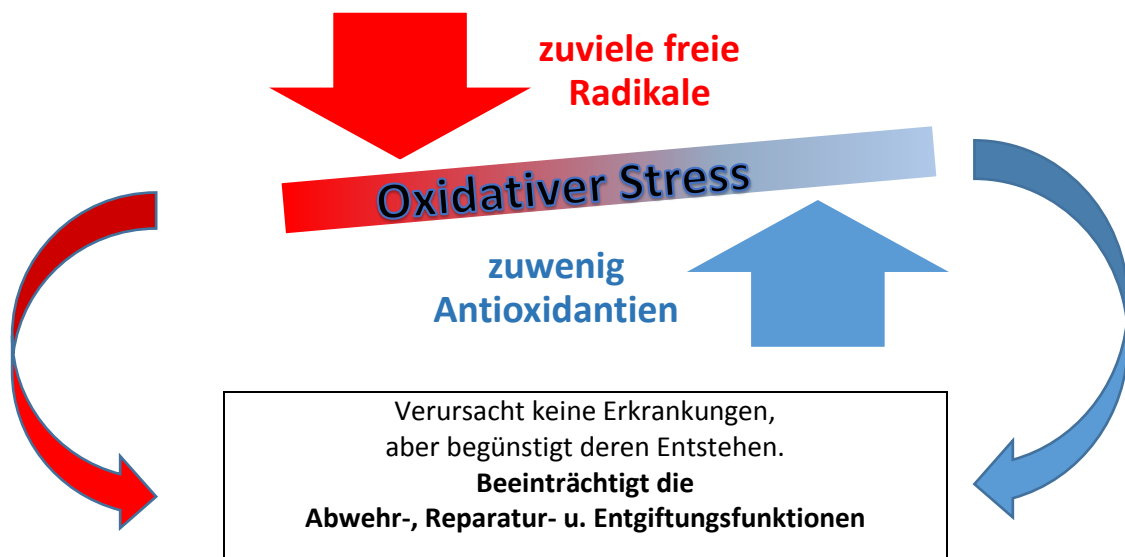 zuviele freie
Radikale
Oxidativer Stress
zuwenig
Antioxidantien
Verursacht keine Erkrankungen,
aber begünstigt deren Entstehen.
Beeinträchtigt die
Abwehr-, Reparatur- u. Entgiftungsfunktionen